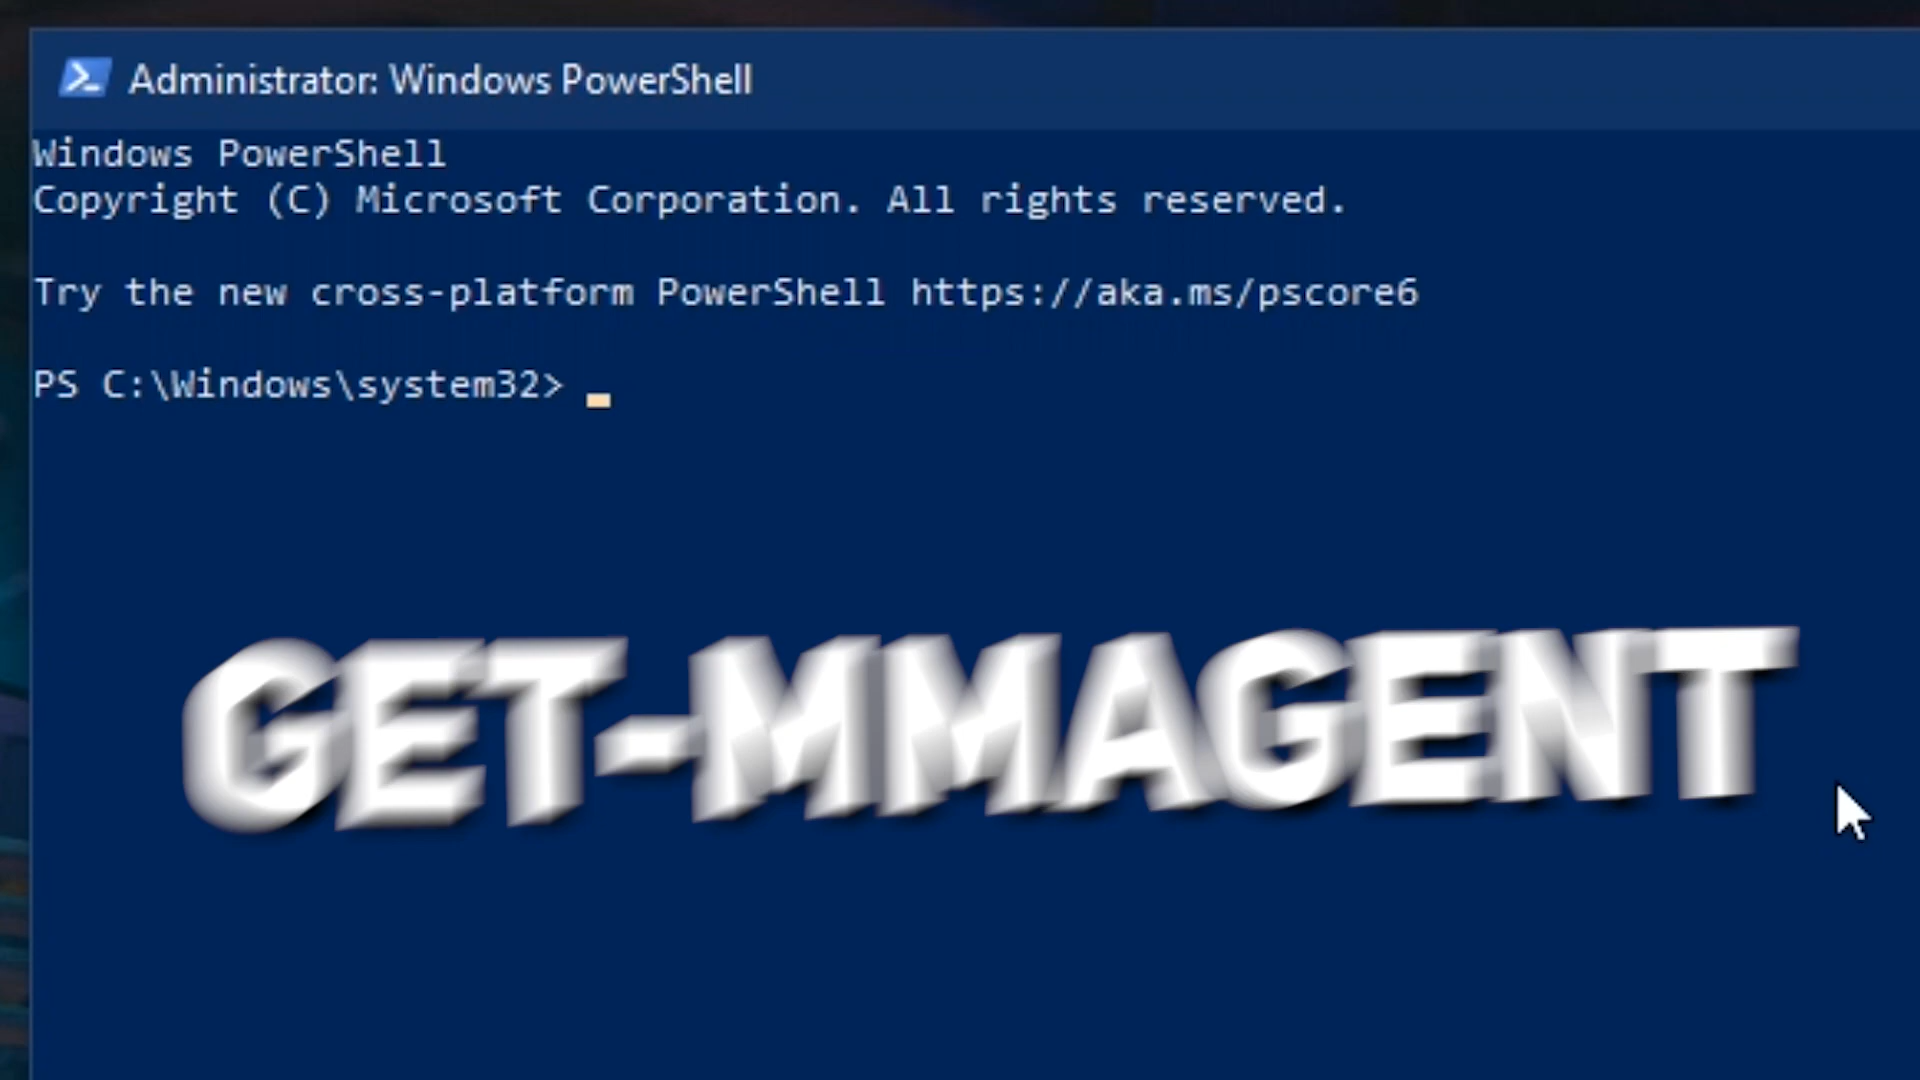 Administrator: Windows PowerShell
Windows PowerShell
Copyright (C) Microsoft Corporation. All rights reserved.
Try the new cross-platform PowerShell https://aka.ms/pscore6
PS C:\Windows\system32>
GET-MMAGENT